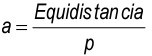 a = Equidistancia / p